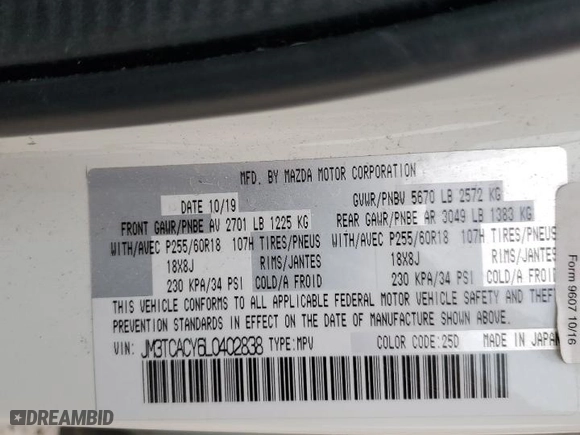 MFD. BY MAZDA MOTOR CORPORATION
DATE 10/19
GVWR/PNBV 5670 LB 2572 KG
FRONT GAWR/PNBE AV 2701 LB 1225 KG
REAR GAWR/PNBE AR 3049 LB 1383 KG
WITH/AVEC P255/60R18 107H TIRES/PNEUS
WITH/AVEC P255/60R18 107H TIRES/PNEUS
18X8J RIMS/JANTES
18X8J RIMS/JANTES
230 KPA/34 PSI COLD/A FROID
230 KPA/34 PSI COLD/A FROID
THIS VEHICLE CONFORMS TO ALL APPLICABLE FEDERAL MOTOR VEHICLE SAFETY AND THEFT
PREVENTION STANDARDS IN EFFECT ON THE DATE OF MANUFACTURE SHOWN ABOVE.
VIN: JM3TCACY6L0402838 TYPE: MPV COLOR CODE: 25D MADE IN JAPAN
Form 9607 10/16
DREAMBID